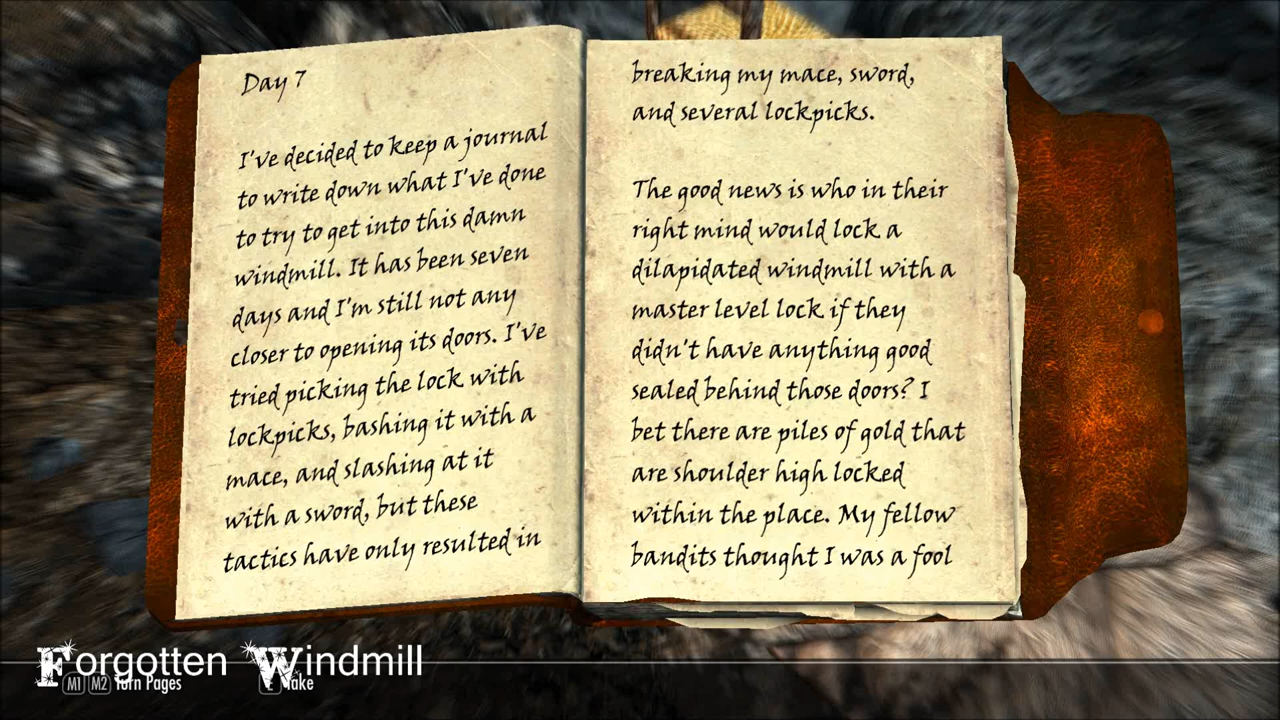 Day 7
I've decided to keep a journal
to write down what I've done
to try to get into this damn
windmill. It has been seven
days and I'm still not any
closer to opening its doors. I've
tried picking the lock with
lockpicks, bashing it with a
mace, and slashing at it
with a sword, but these
tactics have only resulted in
breaking my mace, sword,
and several lockpicks.
The good news is who in their
right mind would lock a
dilapidated windmill with a
master level lock if they
didn't have anything good
sealed behind those doors? I
bet there are piles of gold that
are shoulder high locked
within the place. My fellow
bandits thought I was a fool
Forgotten Windmill
M1 M2 Turn Pages
Take